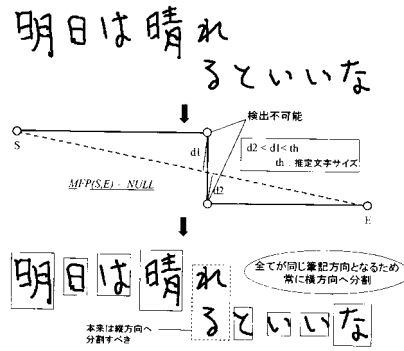 明日は晴れ
るといいな
S
検出不可能
d1
d2 < d1 < th
th : 推定文字サイズ
MFP(S,E) - NULL
d2
E
明日は晴れ
全てが同じ筆記方向となるため
常に横方向へ分割
るといいな
本来は縦方向へ
分割すべき